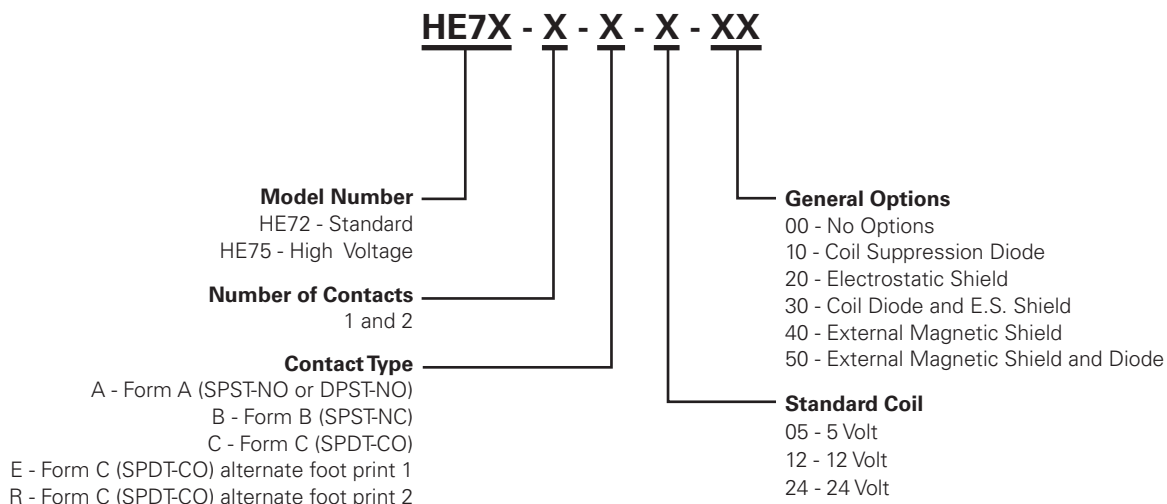 HE7X - X - X - X - XX
Model Number
HE72 - Standard
HE75 - High Voltage
Number of Contacts
1 and 2
Contact Type
A - Form A (SPST-NO or DPST-NO)
B - Form B (SPST-NC)
C - Form C (SPDT-CO)
E - Form C (SPDT-CO) alternate foot print 1
R - Form C (SPDT-CO) alternate foot print 2
General Options
00 - No Options
10 - Coil Suppression Diode
20 - Electrostatic Shield
30 - Coil Diode and E.S. Shield
40 - External Magnetic Shield
50 - External Magnetic Shield and Diode
Standard Coil
05 - 5 Volt
12 - 12 Volt
24 - 24 Volt